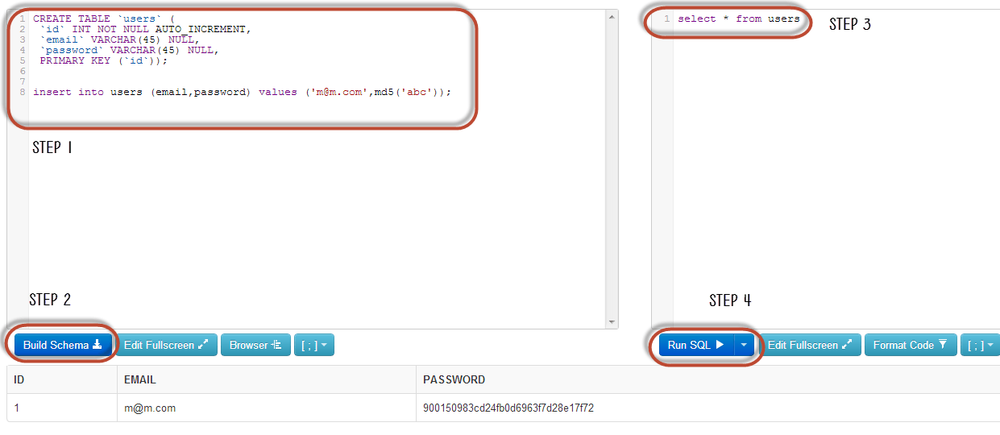 1 CREATE TABLE `users` (
2 `id` INT NOT NULL AUTO_INCREMENT,
3 `email` VARCHAR(45) NULL,
4 `password` VARCHAR(45) NULL,
5 PRIMARY KEY (`id`));
6
7
8 insert into users (email,password) values ('m@m.com',md5('abc'));
STEP 1
STEP 2
Build Schema Edit Fullscreen Browser [ ; ]
1 select * from users
STEP 3
STEP 4
Run SQL Edit Fullscreen Format Code [ ; ]
ID EMAIL PASSWORD
1 m@m.com 900150983cd24fb0d6963f7d28e17f72